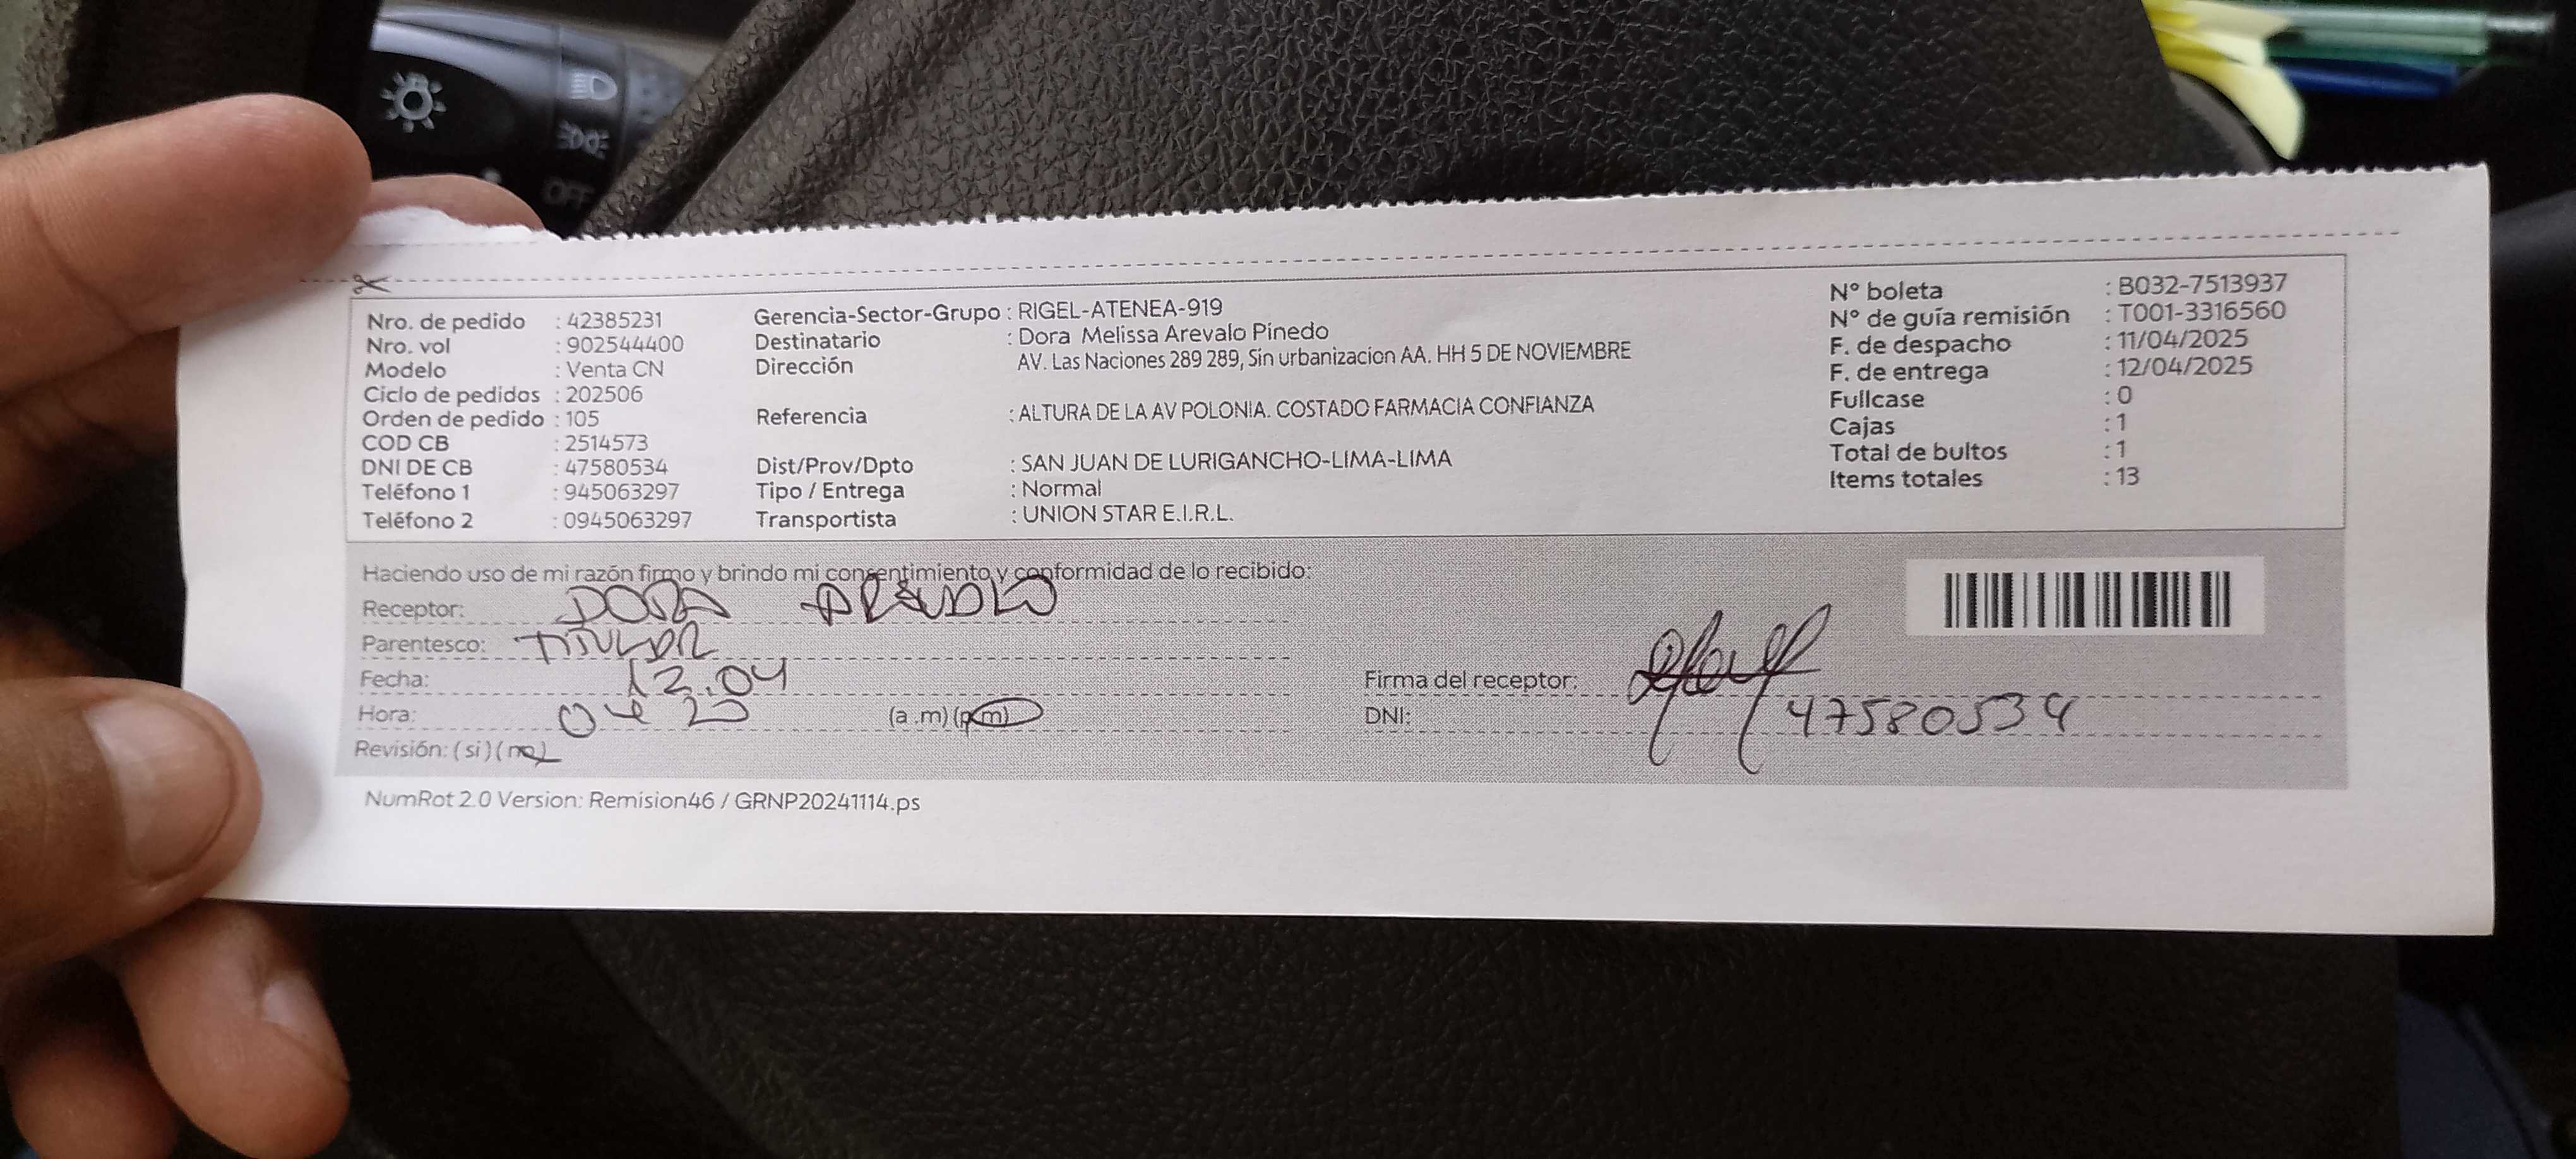 OFF
Nro. de pedido : 42385231
Nro. vol : 902544400
Modelo : Venta CN
Ciclo de pedidos : 202506
Orden de pedido : 105
COD CB : 2514573
DNI DE CB : 47580534
Teléfono 1 : 945063297
Teléfono 2 : 0945063297
Gerencia-Sector-Grupo : RIGEL-ATENEA-919
Destinatario : Dora Melissa Arevalo Pinedo
Dirección AV. Las Naciones 289 289, Sin urbanizacion AA. HH 5 DE NOVIEMBRE
Referencia : ALTURA DE LA AV POLONIA. COSTADO FARMACIA CONFIANZA
Dist/Prov/Dpto : SAN JUAN DE LURIGANCHO-LIMA-LIMA
Tipo / Entrega : Normal
Transportista : UNION STAR E.I.R.L.
N° boleta : B032-7513937
N° de guía remisión : T001-3316560
F. de despacho : 11/04/2025
F. de entrega : 12/04/2025
Fullcase : 0
Cajas : 1
Total de bultos : 1
Items totales : 13
Haciendo uso de mi razón firmo y brindo mi consentimiento y conformidad de lo recibido:
Receptor: DORA
Parentesco: TITULAR
Fecha: 12.04
Hora: 04 20 (a .m) (p.m)
Revisión: (si) (no)
Firma del receptor:
DNI: 47580534
NumRot 2.0 Version: Remision46 / GRNP20241114.ps